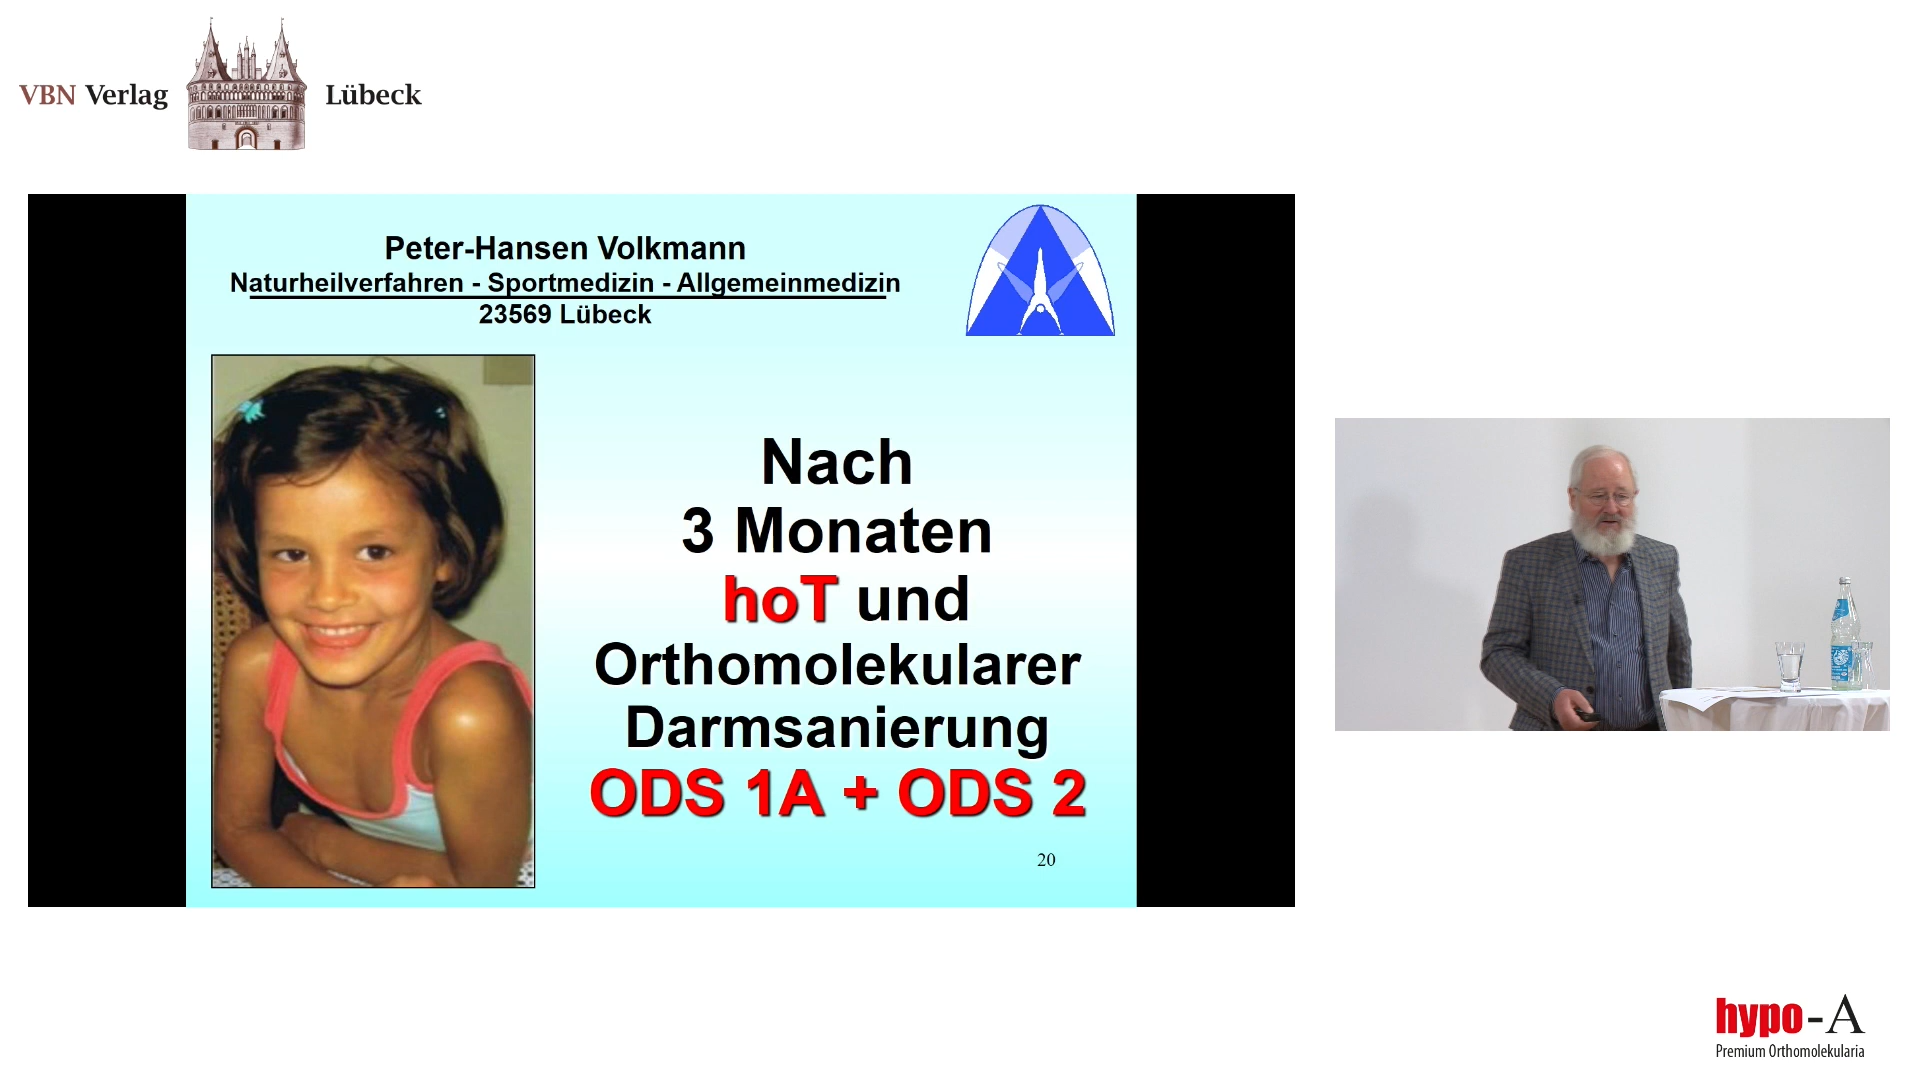 VBN Verlag Lübeck
Peter-Hansen Volkmann
Naturheilverfahren - Sportmedizin - Allgemeinmedizin
23569 Lübeck
Nach
3 Monaten
hoT und
Orthomolekularer
Darmsanierung
ODS 1A + ODS 2
20
hypo-A
Premium Orthomolekularia